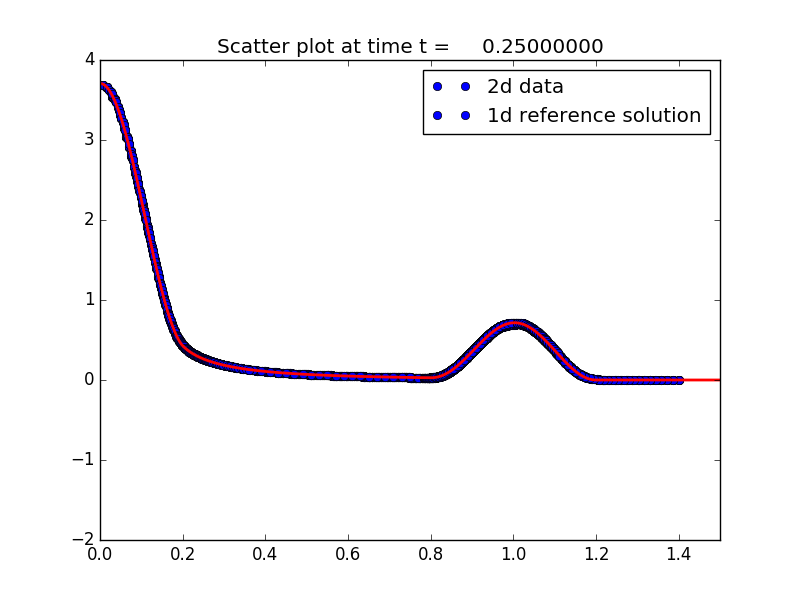 Scatter plot at time t =     0.25000000
2d data
1d reference solution
4
3
2
1
0
−1
−2
0.0 0.2 0.4 0.6 0.8 1.0 1.2 1.4